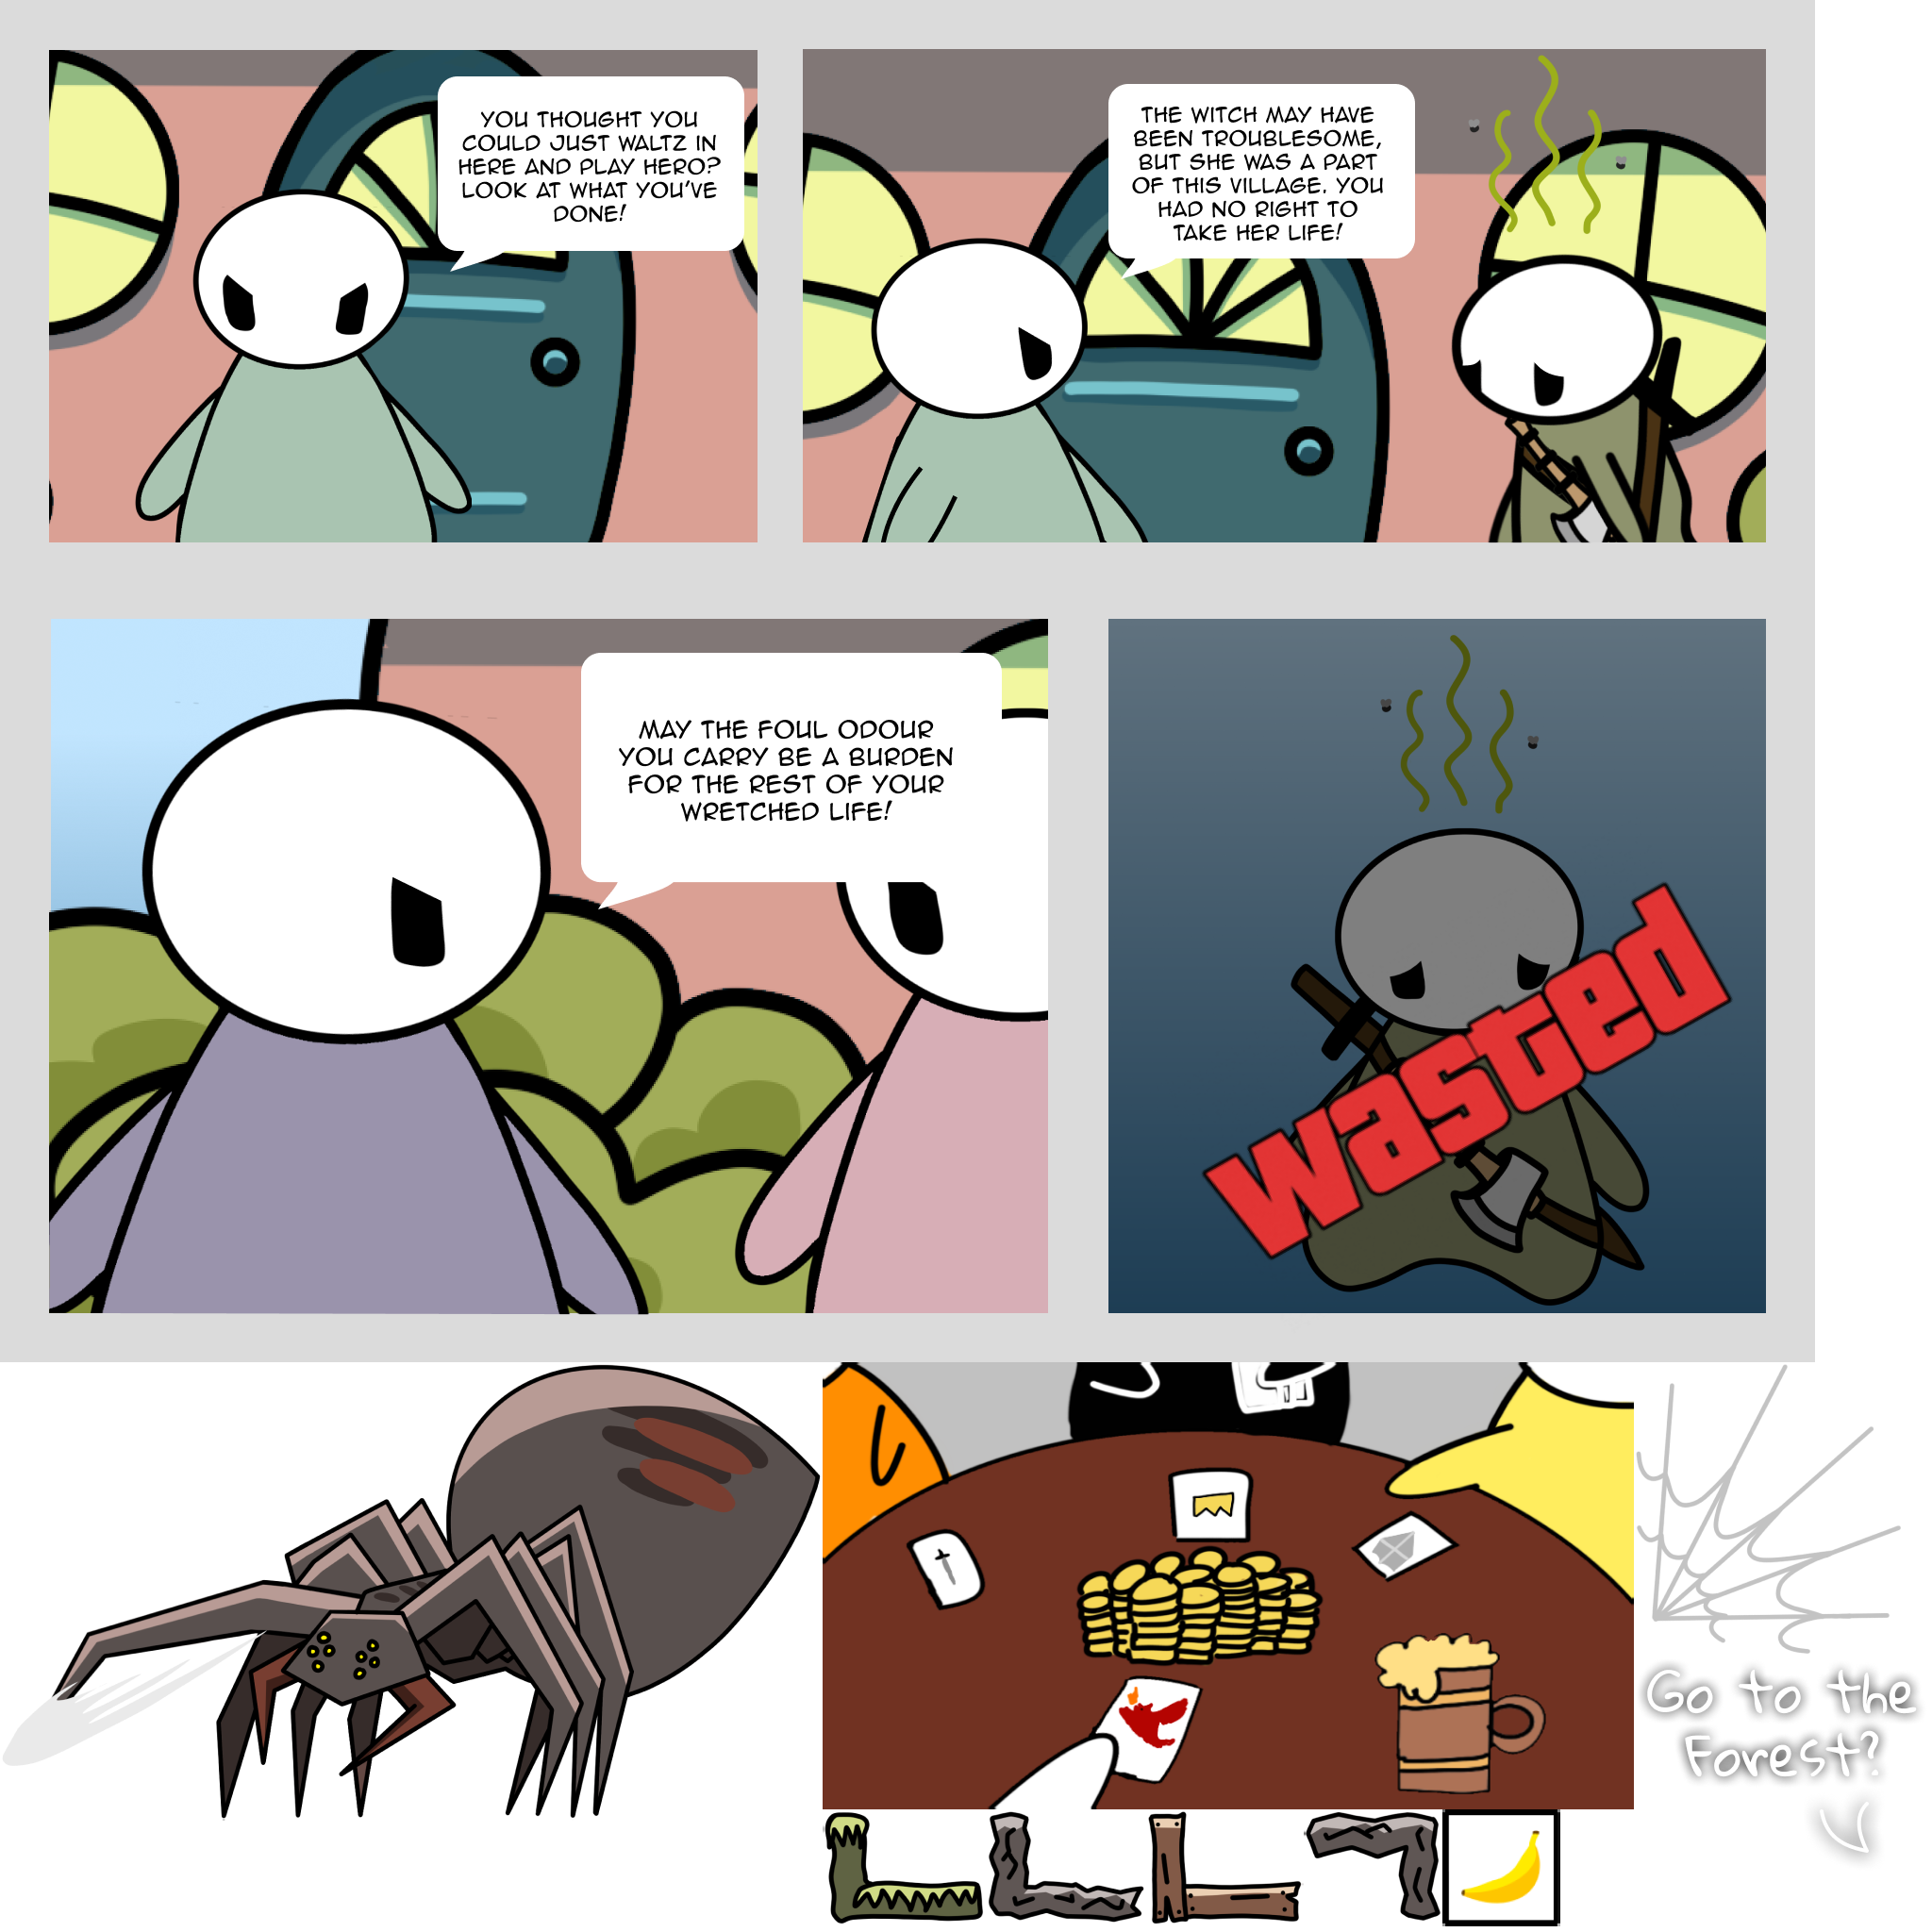 YOU THOUGHT YOU
COULD JUST WALTZ IN
HERE AND PLAY HERO?
LOOK AT WHAT YOU'VE
DONE!
THE WITCH MAY HAVE
BEEN TROUBLESOME,
BUT SHE WAS A PART
OF THIS VILLAGE. YOU
HAD NO RIGHT TO
TAKE HER LIFE!
MAY THE FOUL ODOUR
YOU CARRY BE A BURDEN
FOR THE REST OF YOUR
WRETCHED LIFE!
wasted
Go to the
Forest?